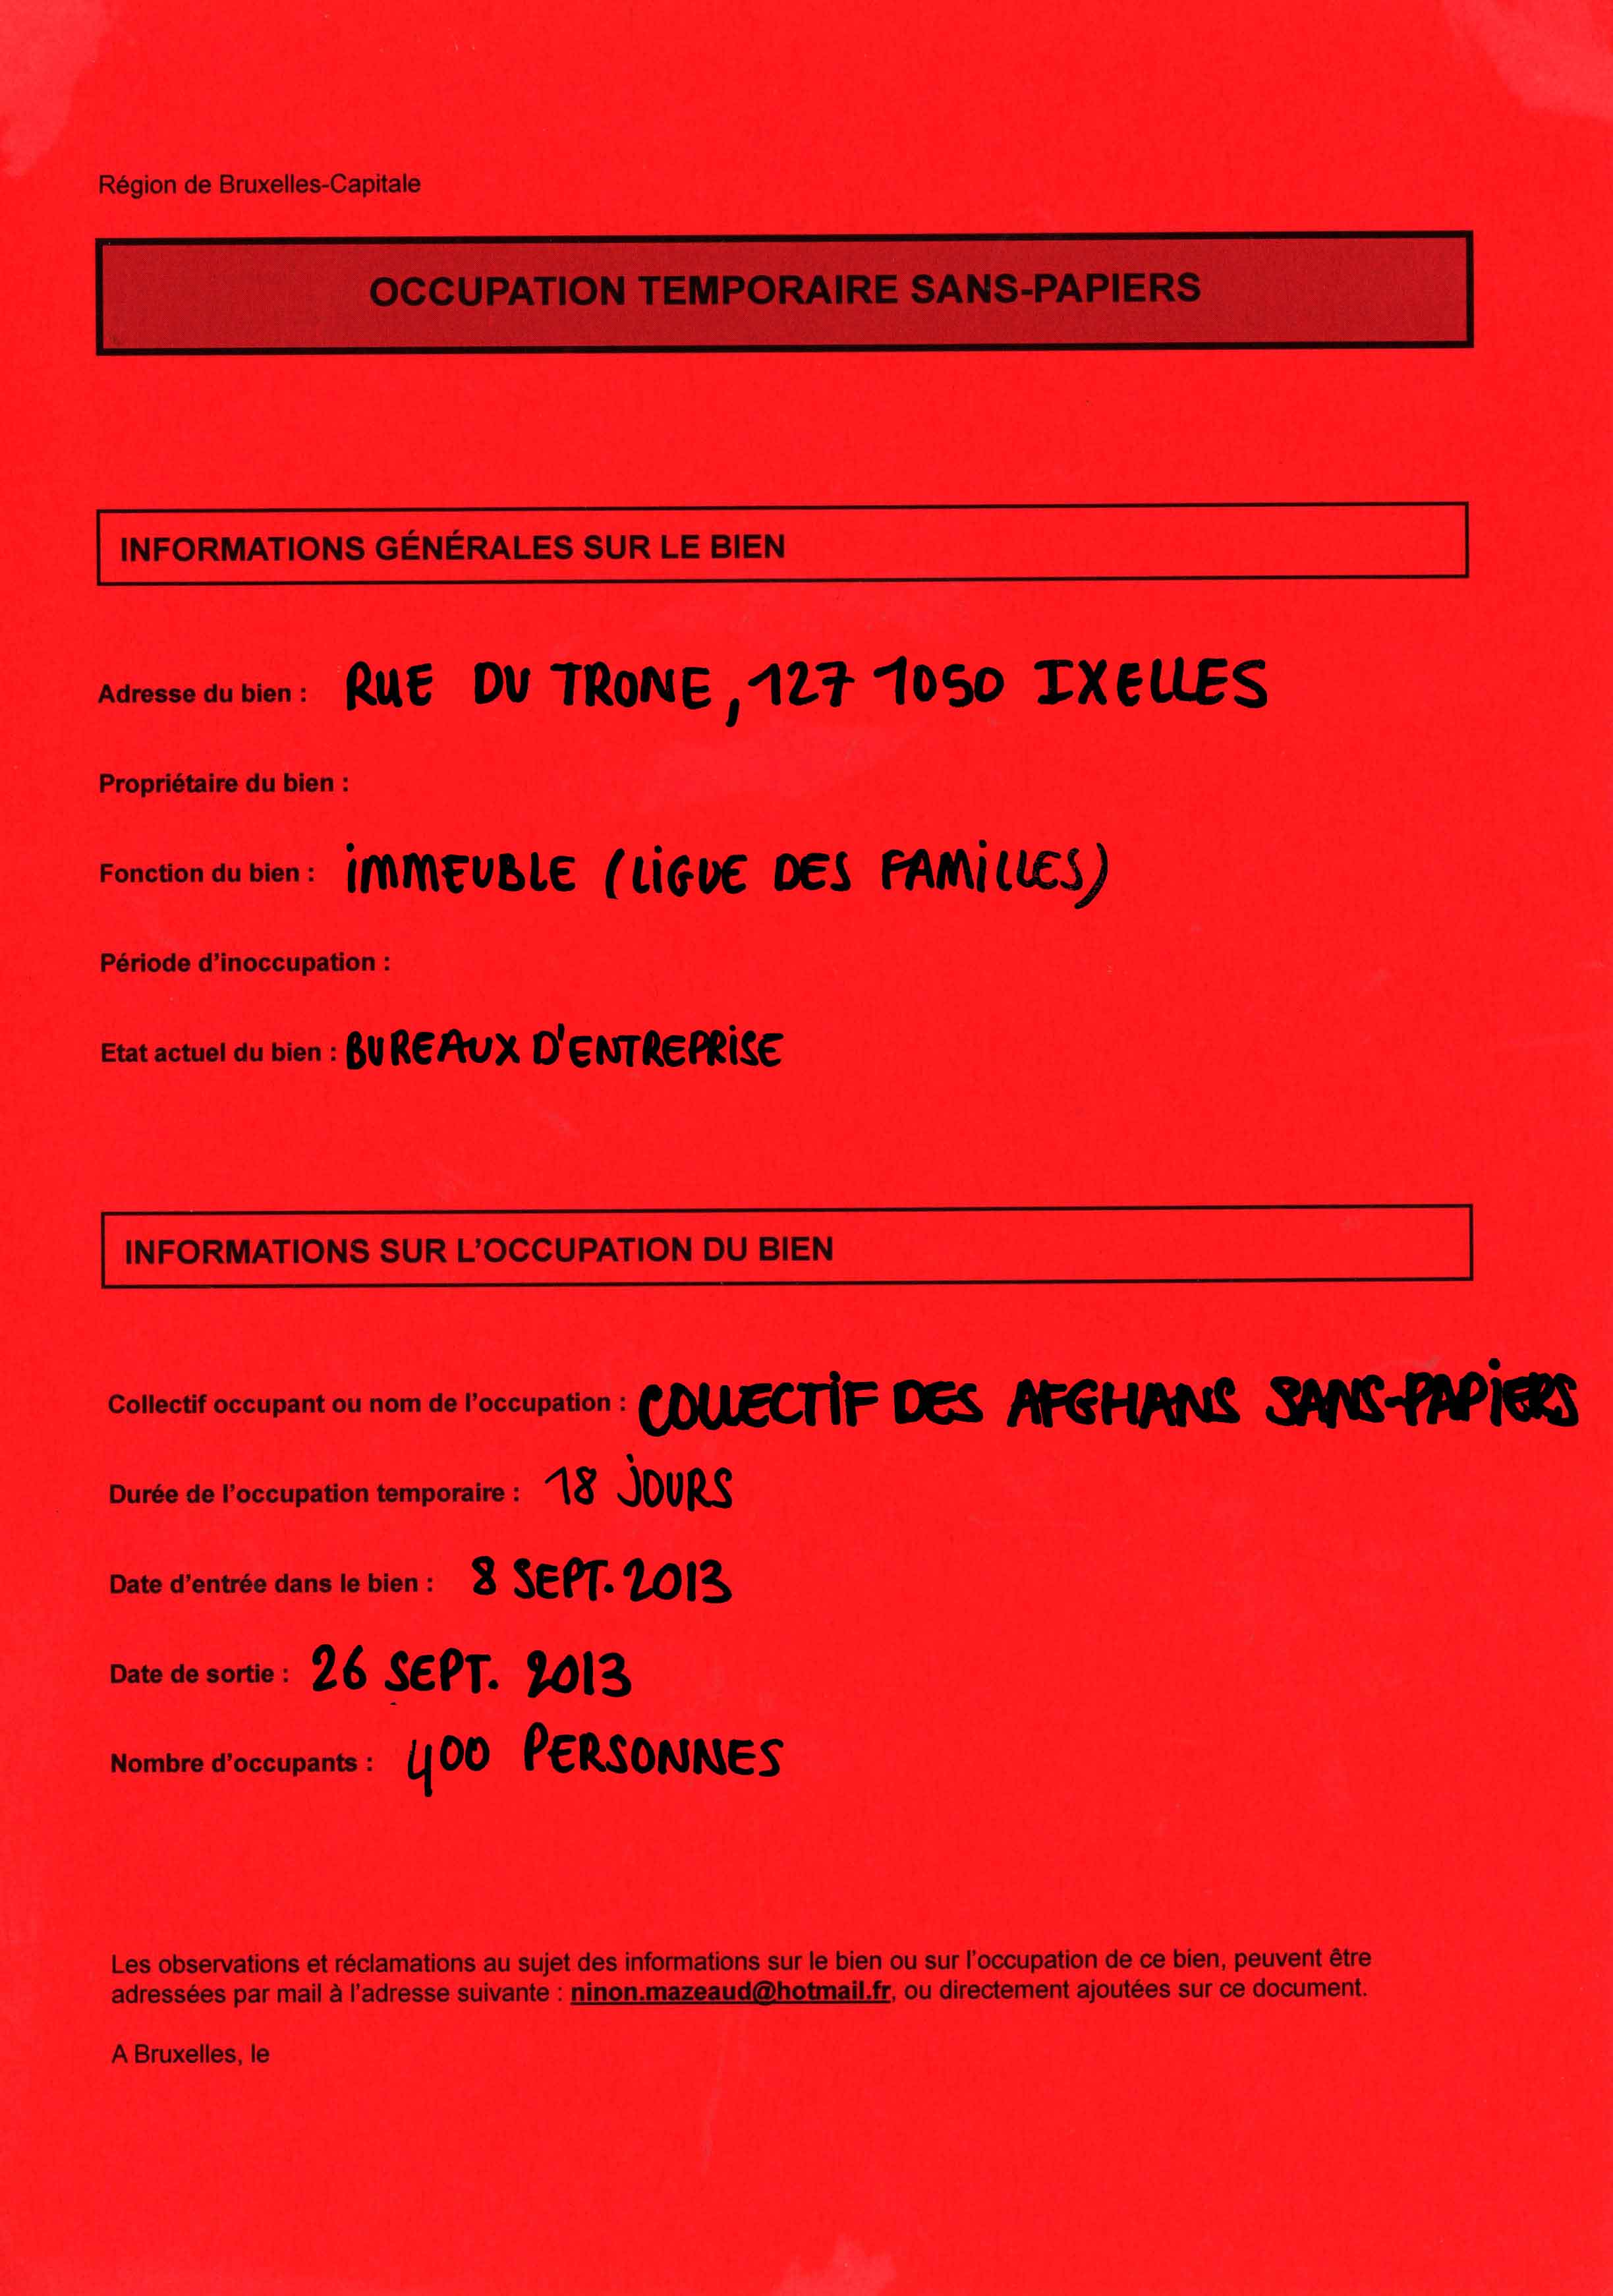 Région de Bruxelles-Capitale
OCCUPATION TEMPORAIRE SANS-PAPIERS
INFORMATIONS GÉNÉRALES SUR LE BIEN
Adresse du bien : RUE DU TRONE, 127 1050 IXELLES
Propriétaire du bien :
Fonction du bien : IMMEUBLE (LIGUE DES FAMILLES)
Période d'inoccupation :
Etat actuel du bien : BUREAUX D'ENTREPRISE
INFORMATIONS SUR L'OCCUPATION DU BIEN
Collectif occupant ou nom de l'occupation : COLLECTIF DES AFGHANS SANS-PAPIERS
Durée de l'occupation temporaire : 18 JOURS
Date d'entrée dans le bien : 8 SEPT. 2013
Date de sortie : 26 SEPT. 2013
Nombre d'occupants : 400 PERSONNES
Les observations et réclamations au sujet des informations sur le bien ou sur l'occupation de ce bien, peuvent être
adressées par mail à l'adresse suivante : ninon.mazeaud@hotmail.fr, ou directement ajoutées sur ce document.
A Bruxelles, le